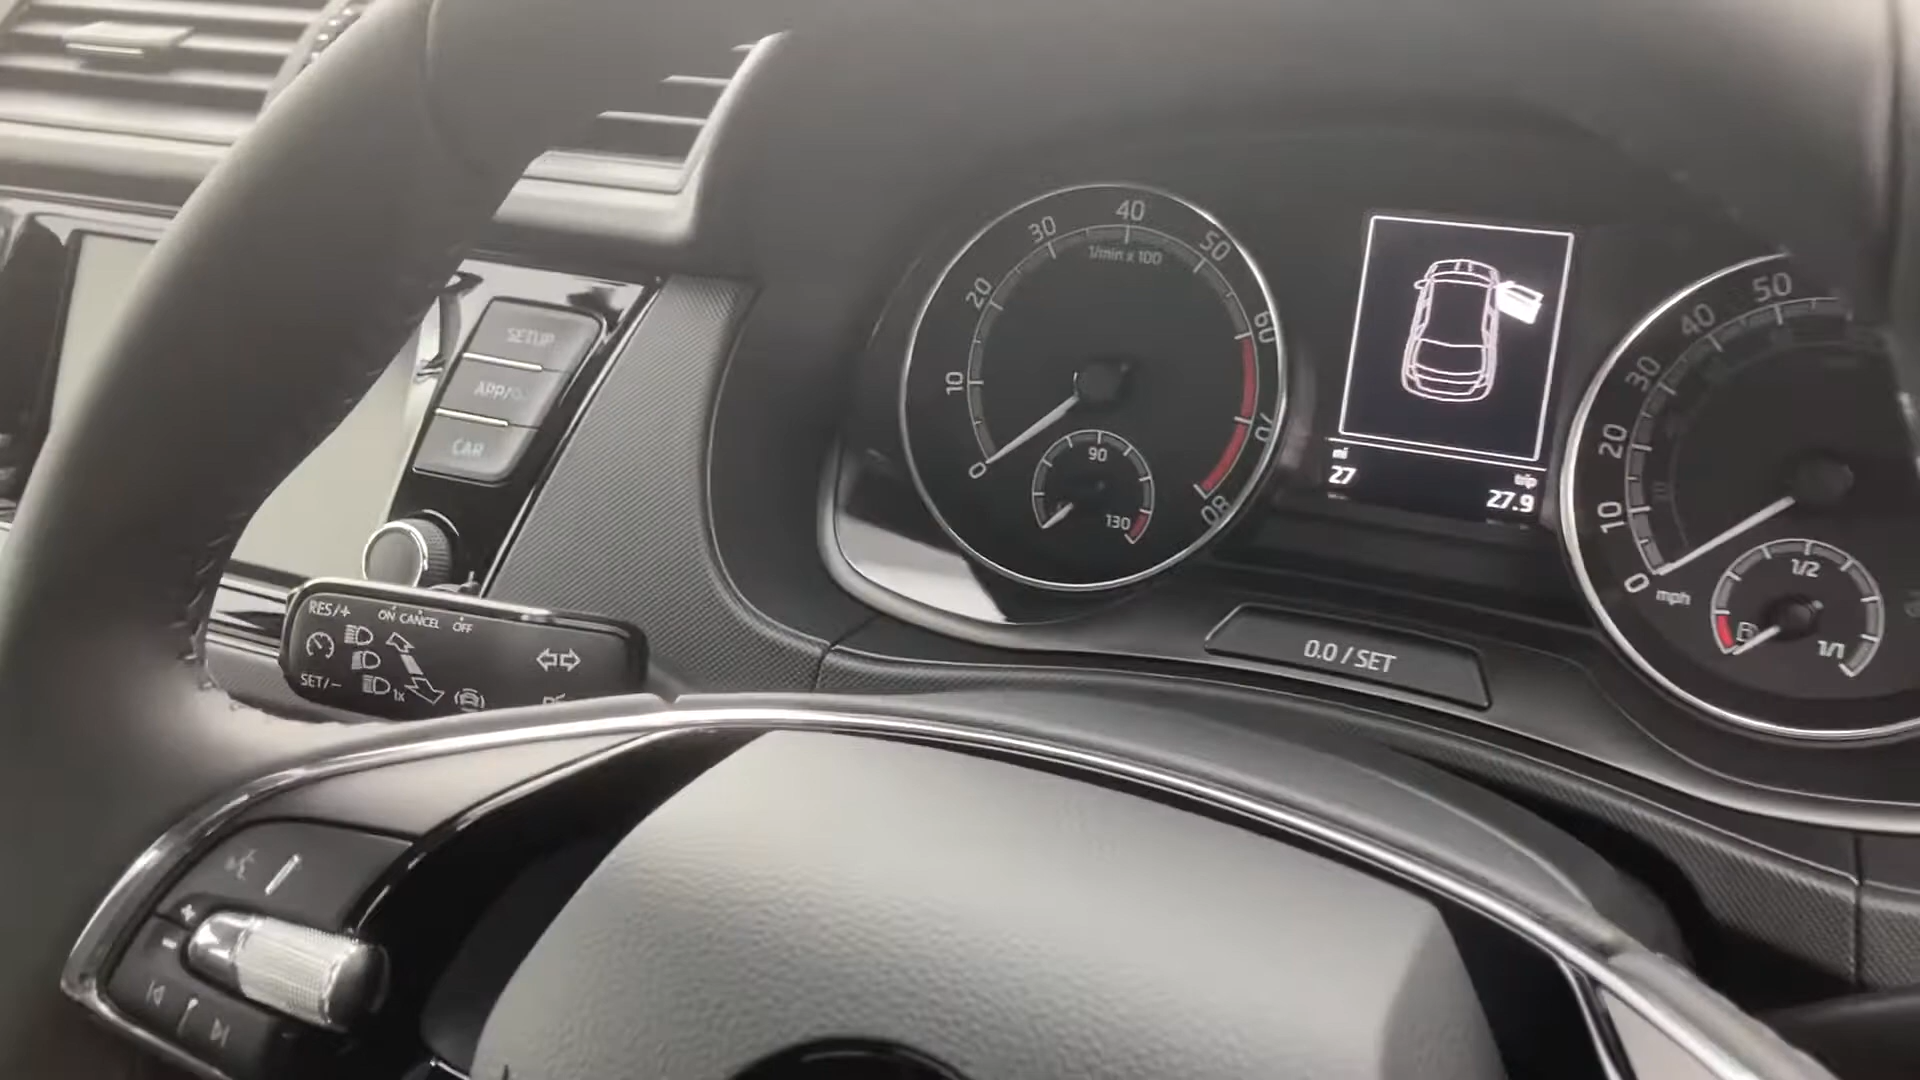 SETUP
APP/
CAR
RES/+
ON CANCEL OFF
SET/-
1x
0
10
20
30
40
50
60
70
80
1/min x 100
90
130
mi
27
trip
27.9
0.0 / SET
0
10
20
30
40
50
mph
1/2
1/1